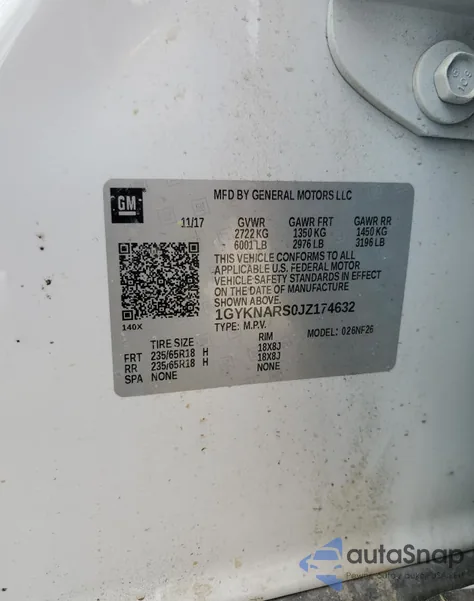 GM
MFD BY GENERAL MOTORS LLC
11/17 GVWR GAWR FRT GAWR RR
2722 KG 1350 KG 1450 KG
6001 LB 2976 LB 3196 LB
THIS VEHICLE CONFORMS TO ALL
APPLICABLE U.S. FEDERAL MOTOR
VEHICLE SAFETY STANDARDS IN EFFECT
ON THE DATE OF MANUFACTURE
SHOWN ABOVE.
1GYKNARS0JZ174632
140X
TYPE: M.P.V. MODEL: 026NF26
TIRE SIZE RIM
FRT 235/65R18 H 18X8J
RR 235/65R18 H 18X8J
SPA NONE NONE
autoSnap